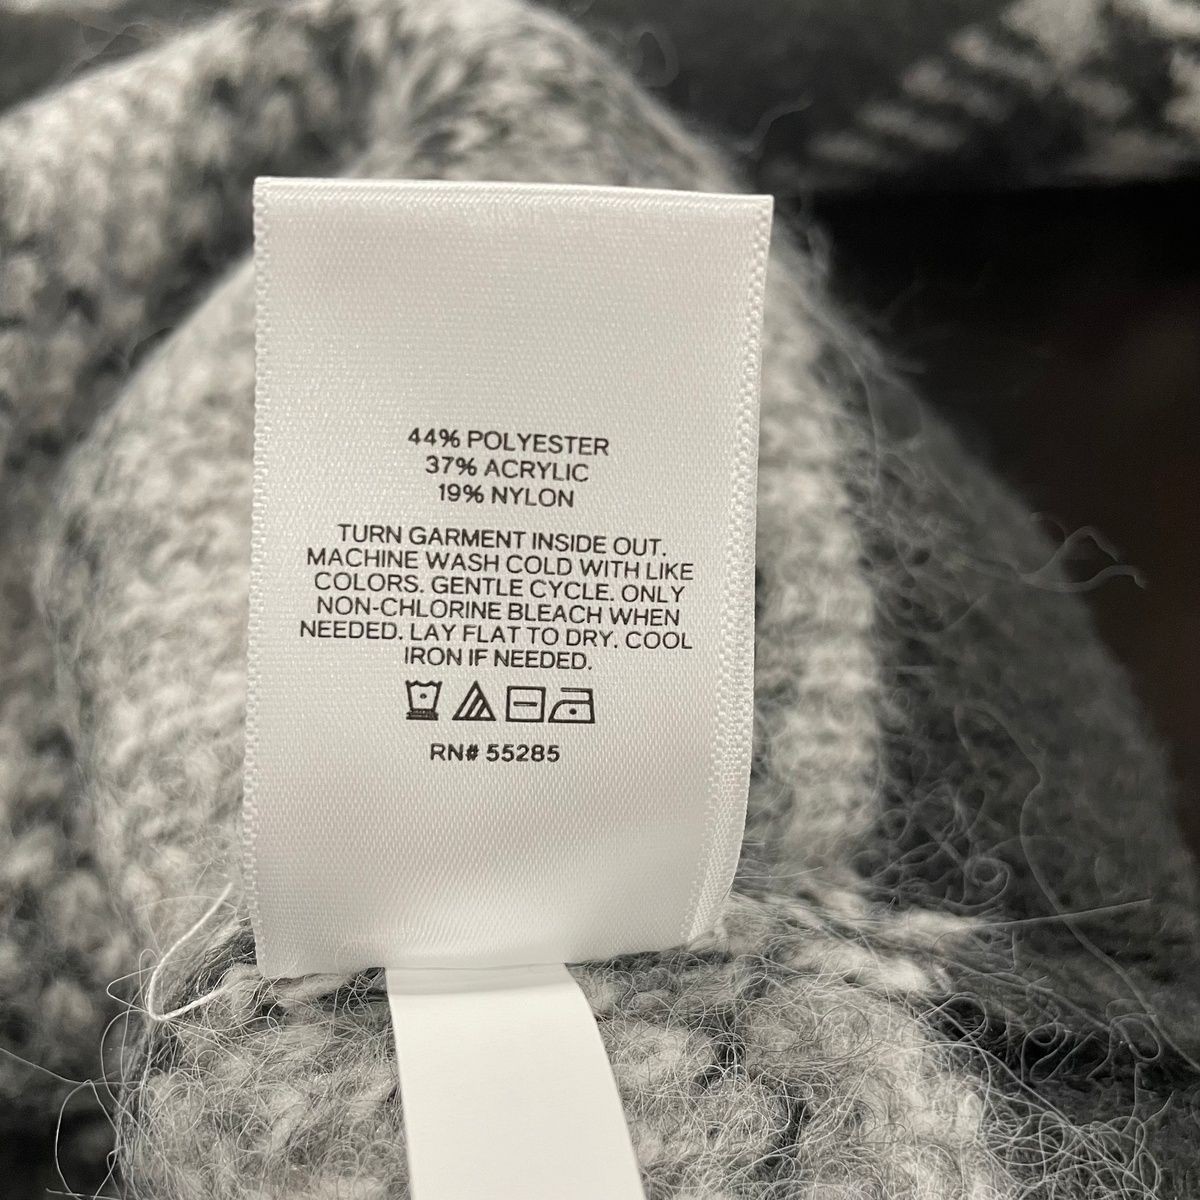 44% POLYESTER
37% ACRYLIC
19% NYLON
TURN GARMENT INSIDE OUT.
MACHINE WASH COLD WITH LIKE
COLORS. GENTLE CYCLE. ONLY
NON-CHLORINE BLEACH WHEN
NEEDED. LAY FLAT TO DRY. COOL
IRON IF NEEDED.
RN# 55285